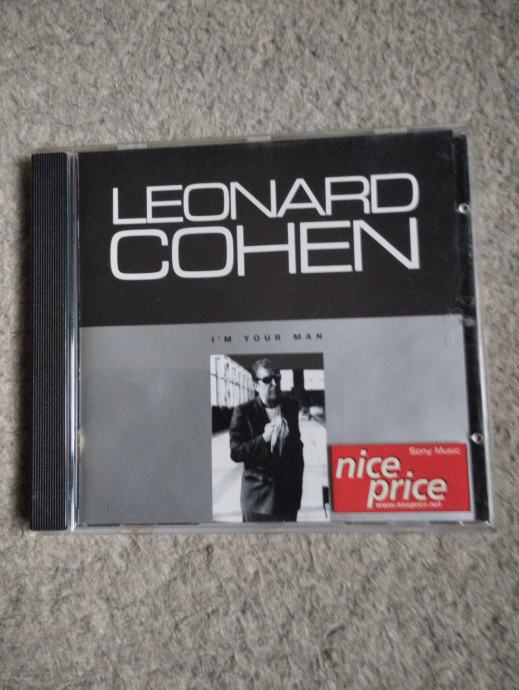 LEONARD
COHEN
I'M YOUR MAN
Sony Music
nice
price
www.niceprice.net